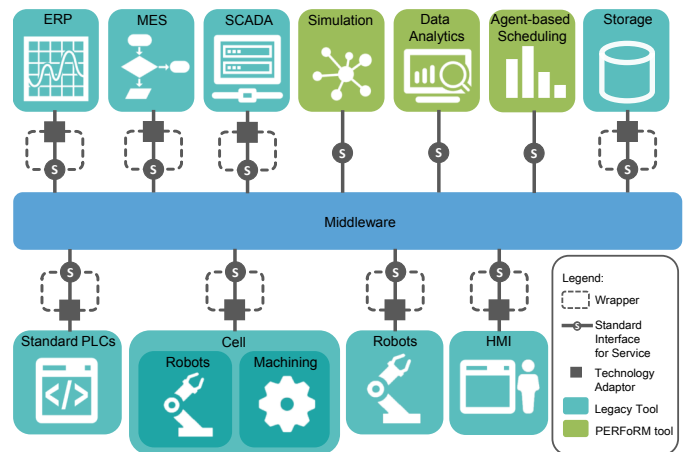 ERP
MES
SCADA
Simulation
Data
Analytics
Agent-based
Scheduling
Storage
S
S
S
S
S
S
S
Middleware
S
S
S
S
Standard PLCs
</>
Cell
Robots
Machining
Robots
HMI
Legend:
Wrapper
S
Standard
Interface
for Service
Technology
Adaptor
Legacy Tool
PERFoRM tool